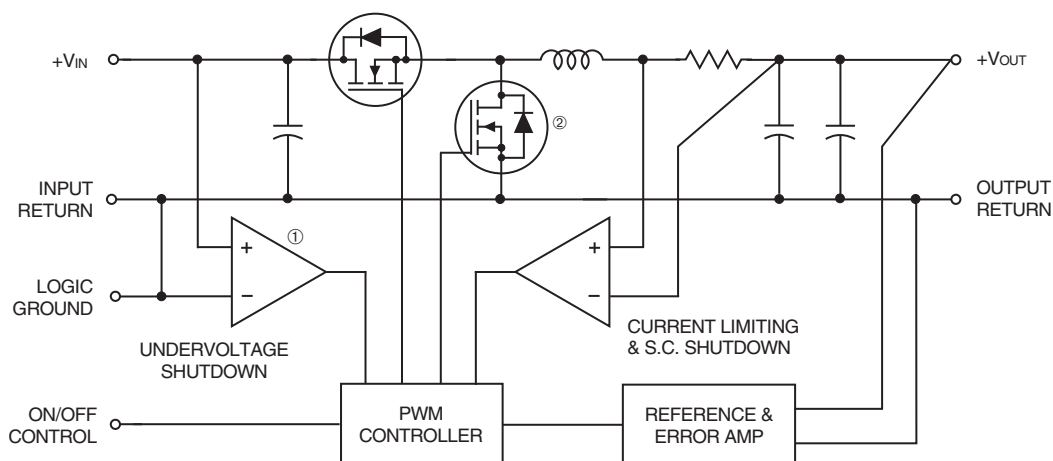 +VIN
+VOUT
②
INPUT
RETURN
OUTPUT
RETURN
①
+
−
+
−
LOGIC
GROUND
UNDERVOLTAGE
SHUTDOWN
CURRENT LIMITING
& S.C. SHUTDOWN
ON/OFF
CONTROL
PWM
CONTROLLER
REFERENCE &
ERROR AMP